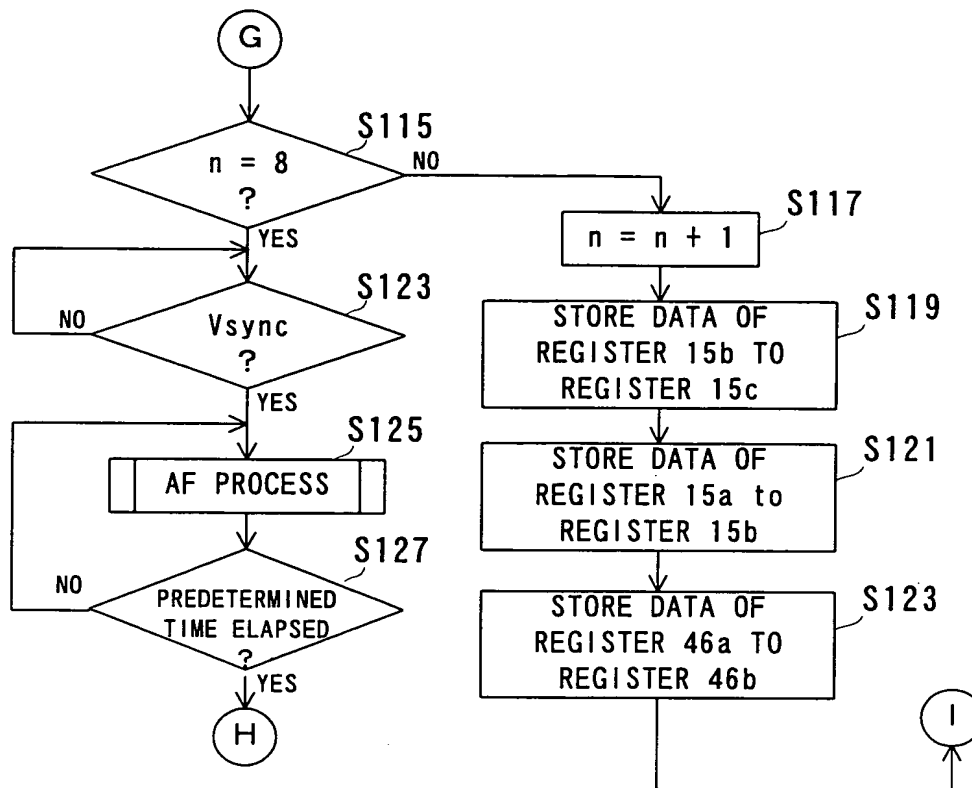 G
S115
n = 8
?
NO
YES
S117
n = n + 1
S123
Vsync
?
NO
YES
S119
STORE DATA OF
REGISTER 15b TO
REGISTER 15c
S125
AF PROCESS
S121
STORE DATA OF
REGISTER 15a to
REGISTER 15b
S127
PREDETERMINED
TIME ELAPSED
?
NO
YES
H
S123
STORE DATA OF
REGISTER 46a TO
REGISTER 46b
I